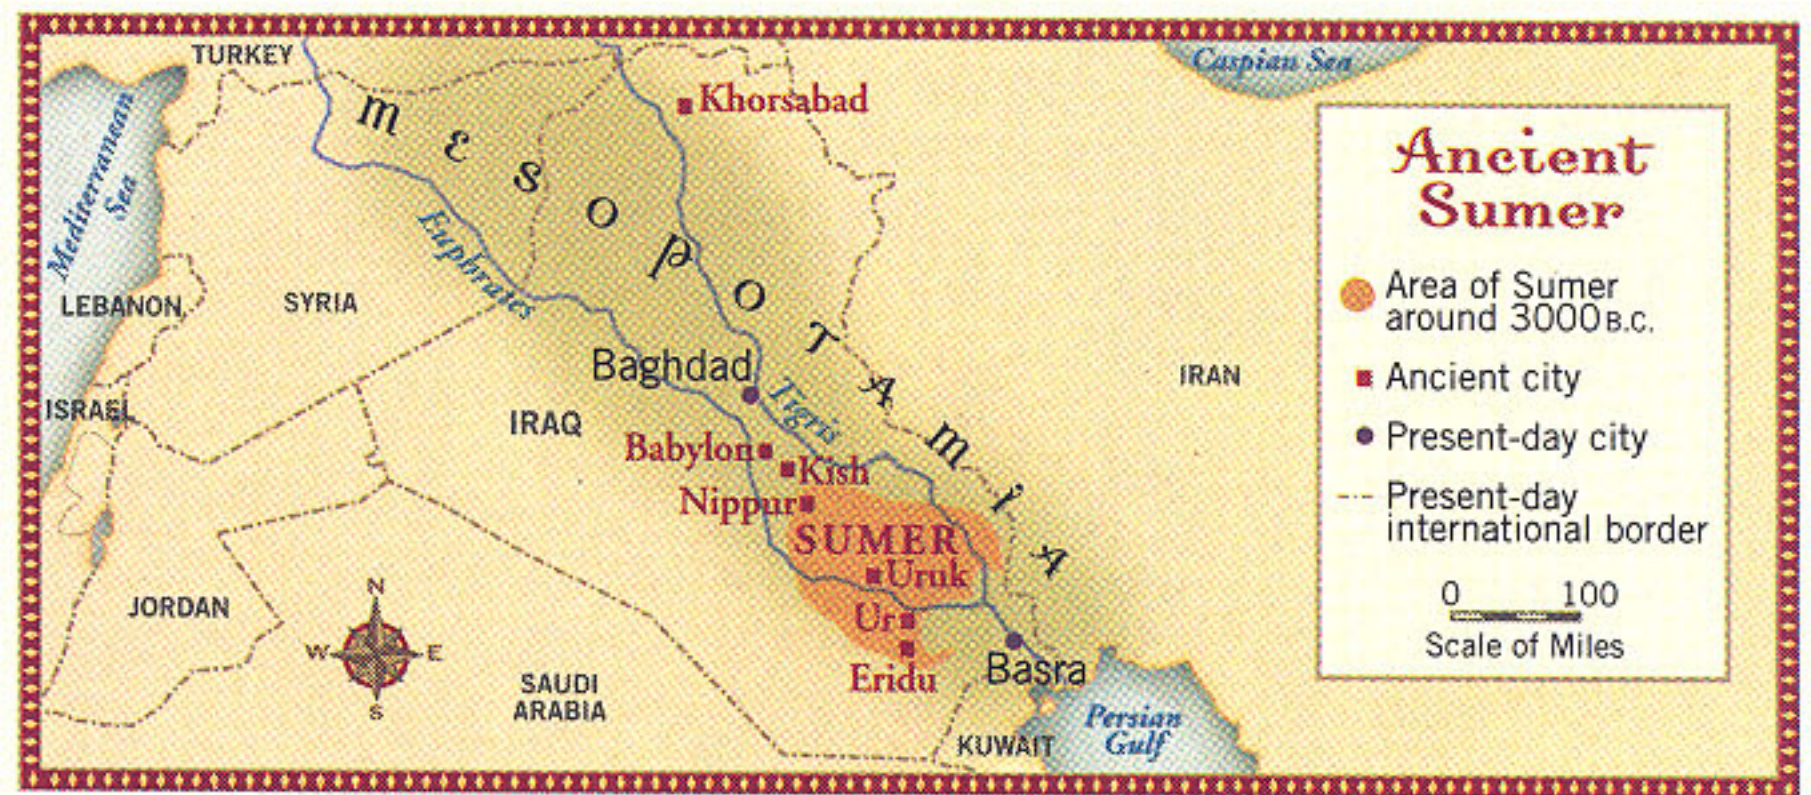 TURKEY
Caspian Sea
Khorsabad
MESOPOTAMIA
Mediterranean
Sea
Euphrates
LEBANON
SYRIA
Baghdad
Tigris
IRAN
ISRAEL
IRAQ
Babylon
Kish
Nippur
SUMER
Uruk
Ur
Eridu
Basra
JORDAN
N
W
E
S
SAUDI
ARABIA
KUWAIT
Persian
Gulf
Ancient
Sumer
Area of Sumer
around 3000 B.C.
Ancient city
Present-day city
Present-day
international border
0 100
Scale of Miles